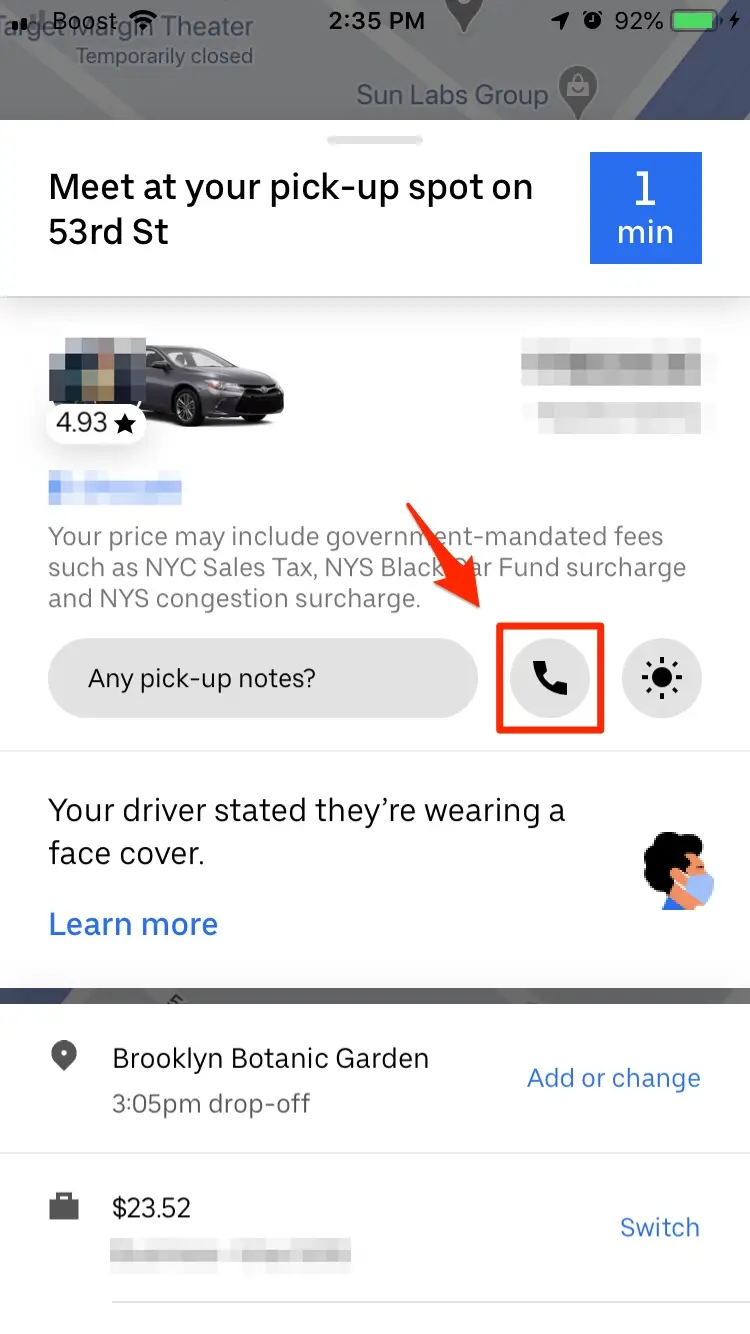 Boost
2:35 PM
92%
Target Margin Theater
Temporarily closed
Sun Labs Group
Meet at your pick-up spot on
53rd St
1
min
4.93
Your price may include government-mandated fees
such as NYC Sales Tax, NYS Black Car Fund surcharge
and NYS congestion surcharge.
Any pick-up notes?
Your driver stated they’re wearing a
face cover.
Learn more
Brooklyn Botanic Garden
3:05pm drop-off
Add or change
$23.52
Switch